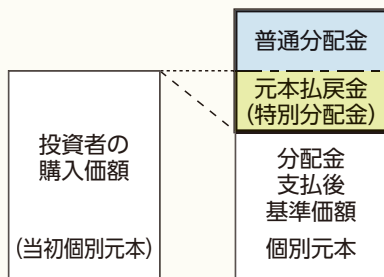 普通分配金
元本払戻金
(特別分配金)
投資者の
購入価額
(当初個別元本)
分配金
支払後
基準価額
個別元本